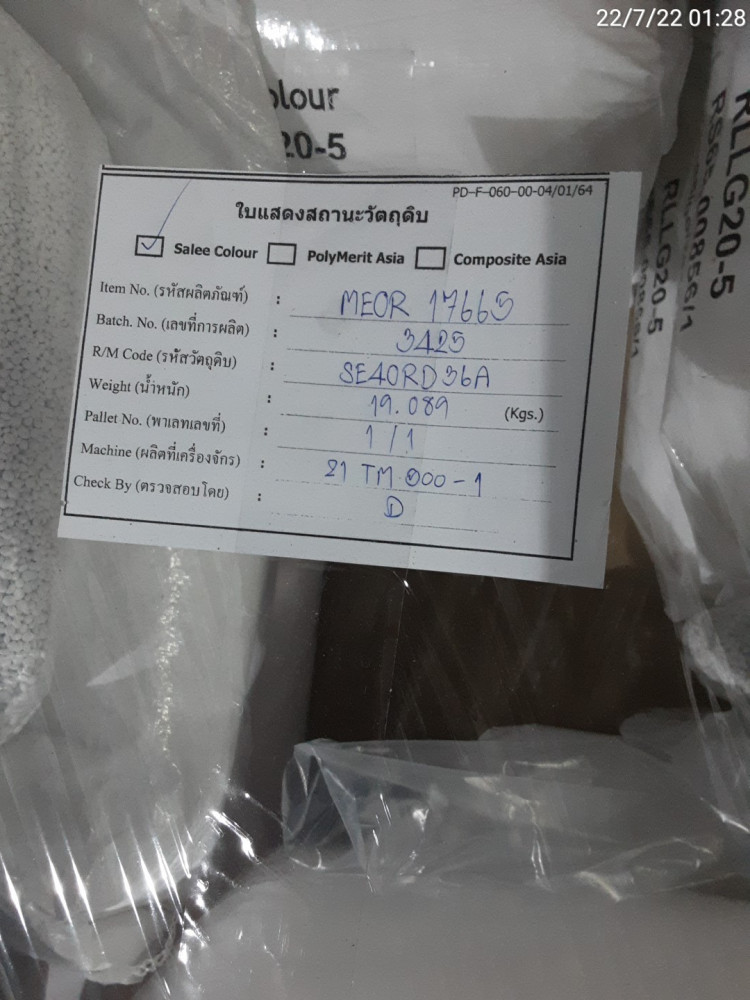 22/7/22 01:28
olour
20-5
PD-F-060-00-04/01/64
ใบแสดงสถานะวัตถุดิบ
Salee Colour PolyMerit Asia Composite Asia
Item No. (รหัสผลิตภัณฑ์) : MEOR 17665
Batch. No. (เลขที่การผลิต) : 3425
R/M Code (รหัสวัตถุดิบ) : SE40RD36A
Weight (น้ำหนัก) : 19.089 (Kgs.)
Pallet No. (พาเลทเลขที่) : 1/1
Machine (ผลิตที่เครื่องจักร) : 21 TM 000-1
Check By (ตรวจสอบโดย) : D
RLLG20-5
00856/1
RLLG20-5